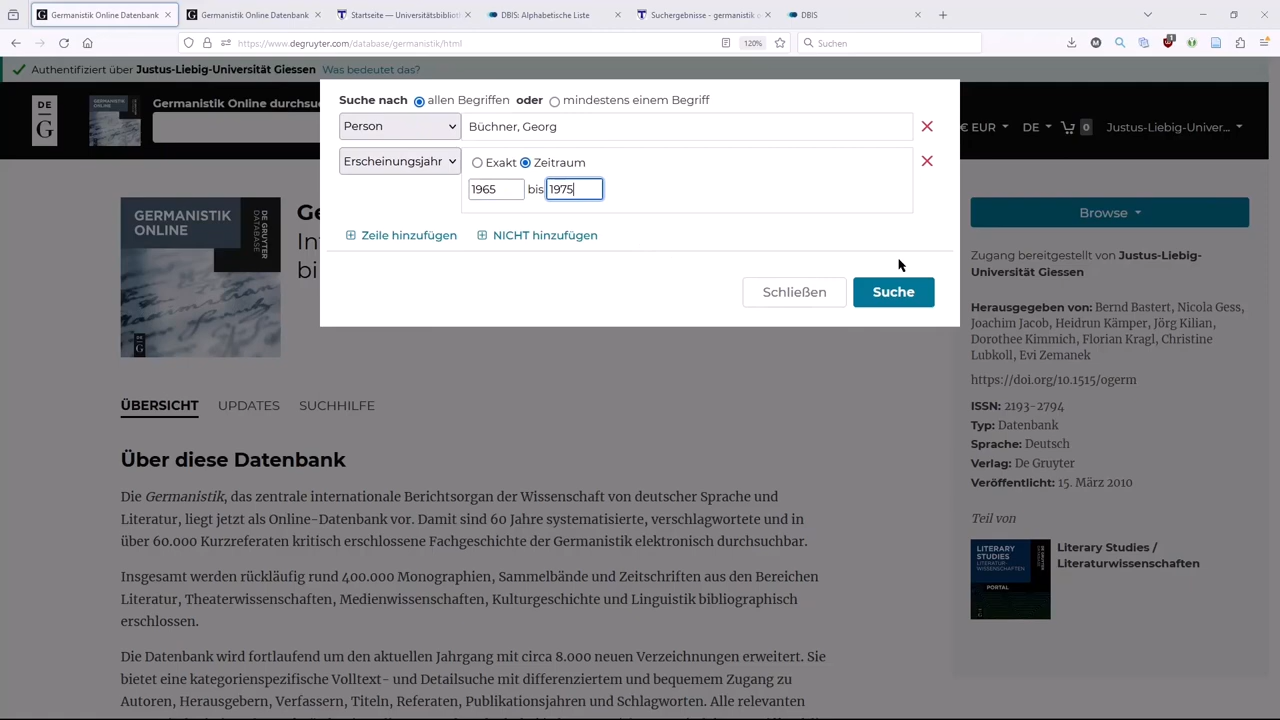 Germanistik Online Datenbank
Germanistik Online Datenbank
Startseite — Universitätsbibliot
DBIS: Alphabetische Liste
Suchergebnisse - germanistik o
DBIS
https://www.degruyter.com/database/germanistik/html
120%
Suchen
Authentifiziert über Justus-Liebig-Universität Giessen Was bedeutet das?
DE
G
GERMANISTIK
ONLINE
Germanistik Online durchsuc
€ EUR
DE
0
Justus-Liebig-Univer...
Suche nach allen Begriffen oder mindestens einem Begriff
Person
Büchner, Georg
Erscheinungsjahr
Exakt Zeitraum
1965 bis 1975
Zeile hinzufügen NICHT hinzufügen
Schließen Suche
GERMANISTIK
ONLINE
DE GRUYTER
DATABASE
DE
G
Ge
Int
bi
ÜBERSICHT UPDATES SUCHHILFE
Über diese Datenbank
Die Germanistik, das zentrale internationale Berichtsorgan der Wissenschaft von deutscher Sprache und
Literatur, liegt jetzt als Online-Datenbank vor. Damit sind 60 Jahre systematisierte, verschlagwortete und in
über 60.000 Kurzreferaten kritisch erschlossene Fachgeschichte der Germanistik elektronisch durchsuchbar.
Insgesamt werden rückläufig rund 400.000 Monographien, Sammelbände und Zeitschriften aus den Bereichen
Literatur, Theaterwissenschaften, Medienwissenschaften, Kulturgeschichte und Linguistik bibliographisch
erschlossen.
Die Datenbank wird fortlaufend um den aktuellen Jahrgang mit circa 8.000 neuen Verzeichnungen erweitert. Sie
bietet eine kategorienspezifische Volltext- und Detailsuche mit differenziertem und bequemem Zugang zu
Autoren, Herausgebern, Verfassern, Titeln, Referaten, Publikationsjahren und Schlagworten. Alle relevanten
Browse
Zugang bereitgestellt von Justus-Liebig-
Universität Giessen
Herausgegeben von: Bernd Bastert, Nicola Gess,
Joachim Jacob, Heidrun Kämper, Jörg Kilian,
Dorothee Kimmich, Florian Kragl, Christine
Lubkoll, Evi Zemanek
https://doi.org/10.1515/ogerm
ISSN: 2193-2794
Typ: Datenbank
Sprache: Deutsch
Verlag: De Gruyter
Veröffentlicht: 15. März 2010
Teil von
LITERARY
STUDIES
LITERATUR-
WISSENSCHAFTEN
PORTAL
Literary Studies /
Literaturwissenschaften